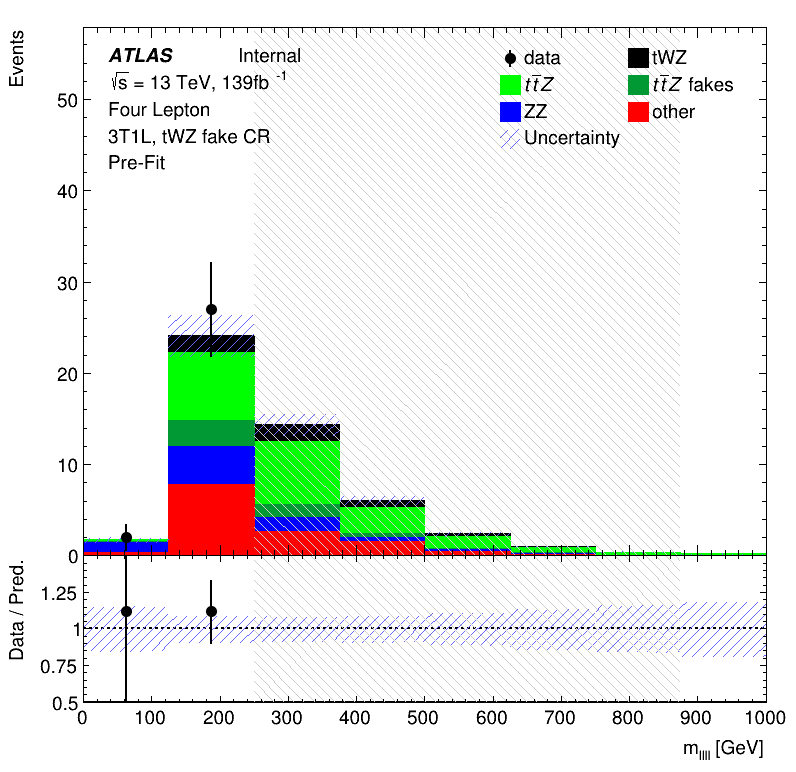 Events
ATLAS Internal
√s = 13 TeV, 139fb⁻¹
Four Lepton
3T1L, tWZ fake CR
Pre-Fit
data tWZ
tt̄Z tt̄Z fakes
ZZ other
Uncertainty
50
40
30
20
10
0
Data / Pred.
1.25
1
0.75
0.5
0 100 200 300 400 500 600 700 800 900 1000
m_llll [GeV]